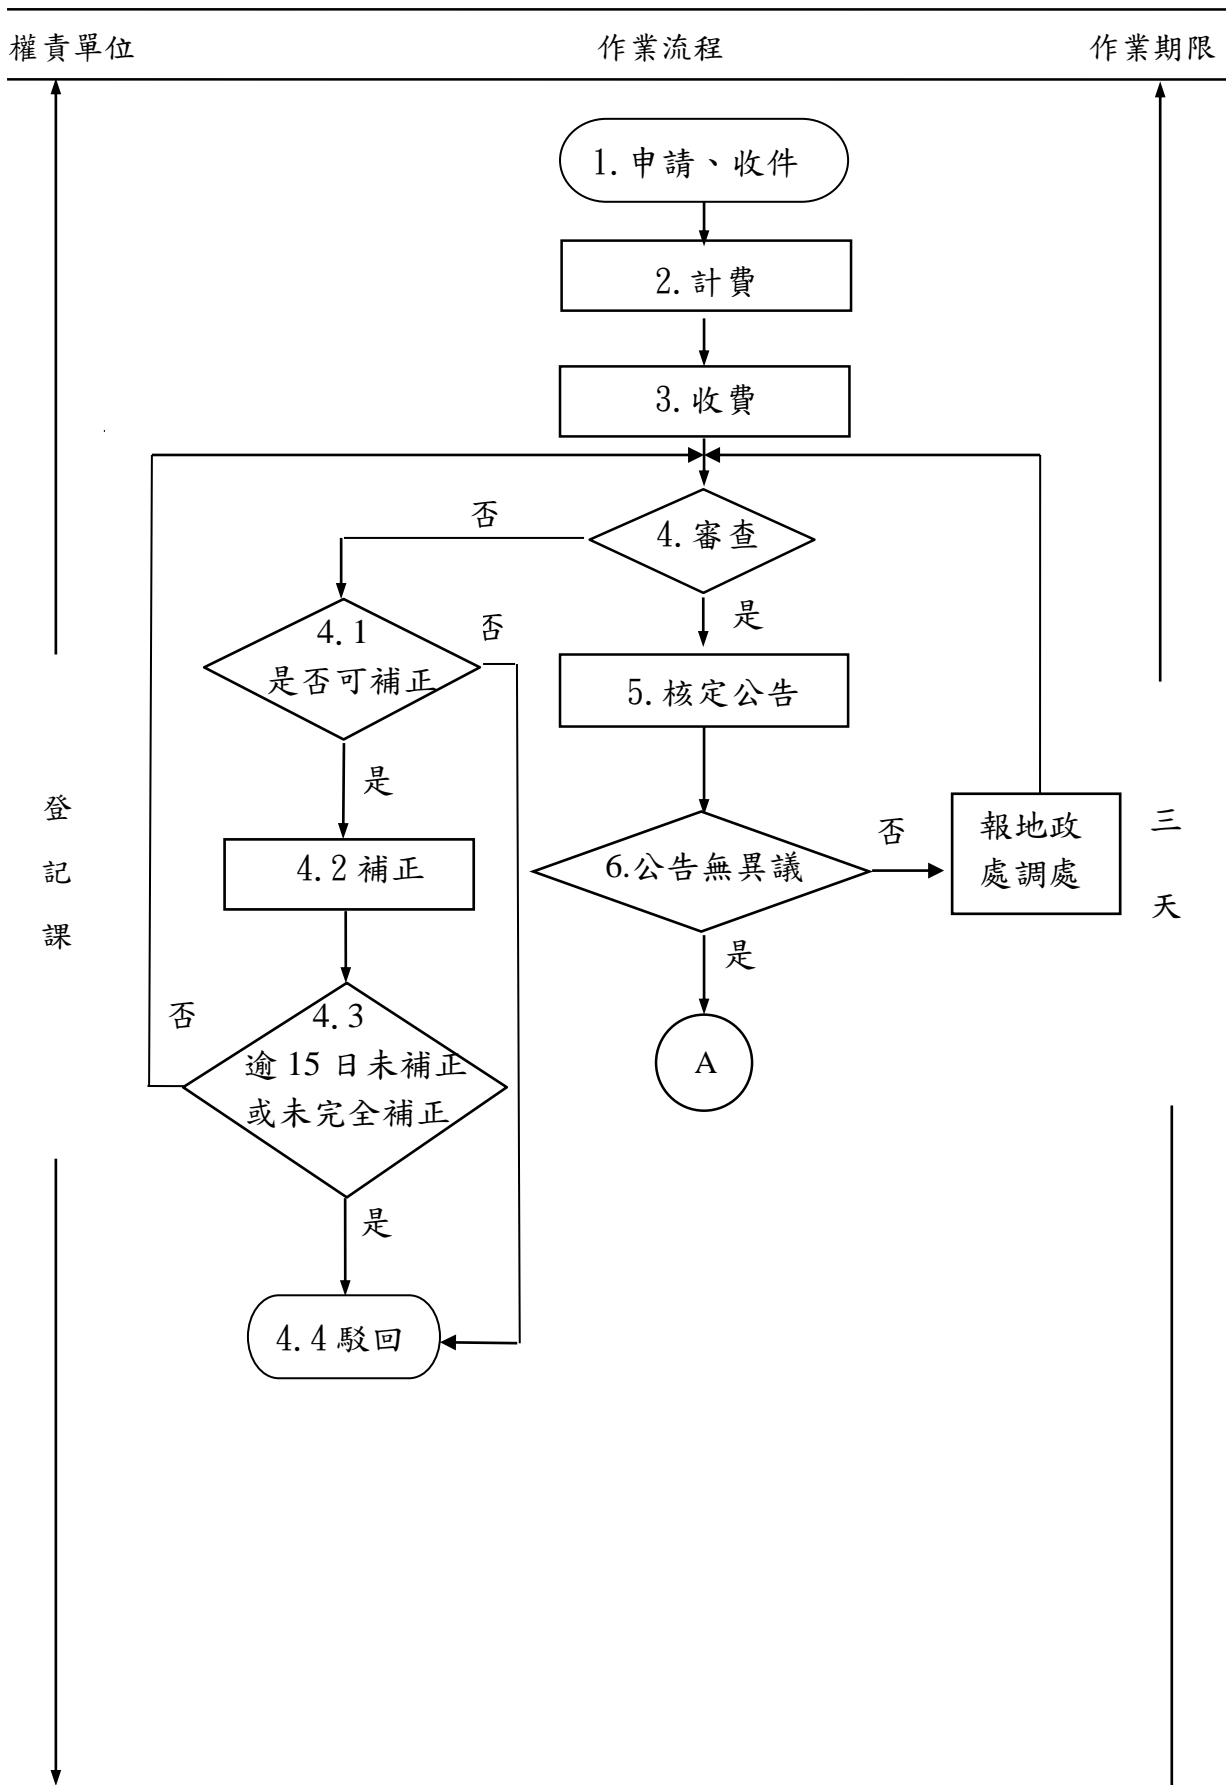 權責單位 作業流程 作業期限
1.申請、收件
2.計費
3.收費
4.審查
否
是
4.1
是否可補正
否
是
5.核定公告
4.2 補正
6.公告無異議
否
是
報地政
處調處
4.3
逾 15 日未補正
或未完全補正
否
是
A
4.4 駁回
登
記
課
三
天